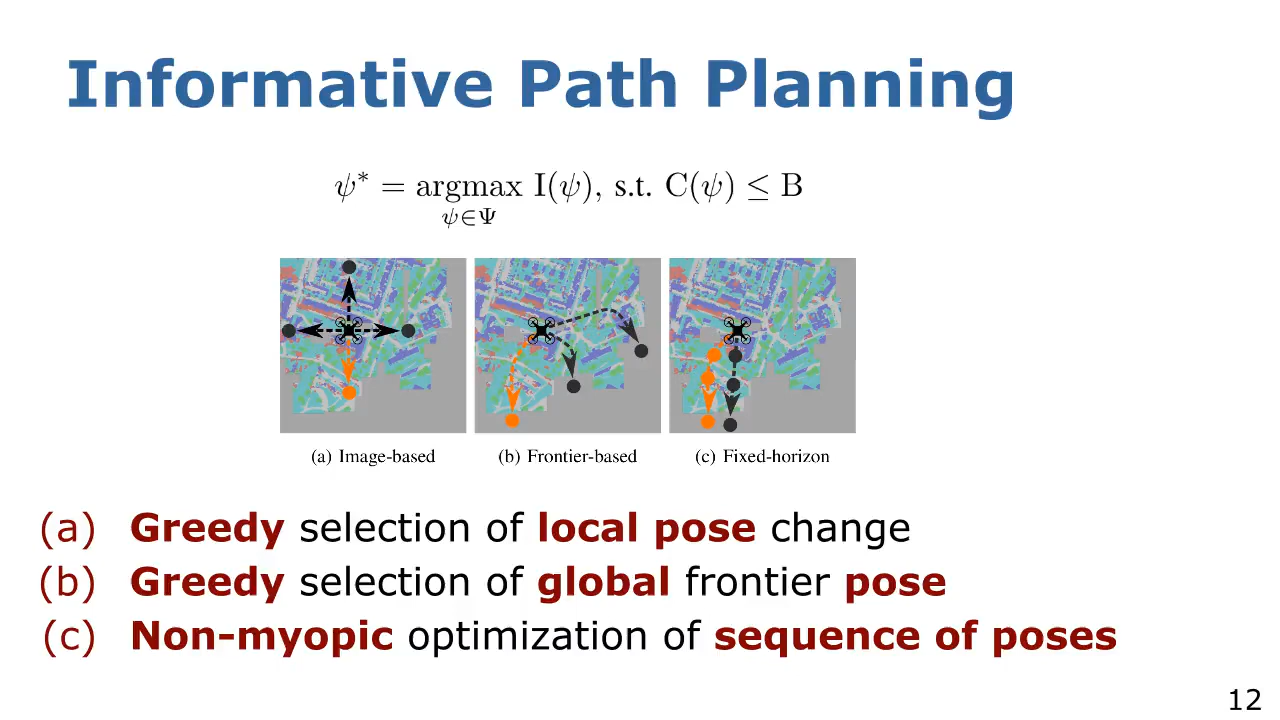 Informative Path Planning
ψ* = argmax I(ψ), s.t. C(ψ) ≤ B
ψ∈Ψ
(a) Image-based
(b) Frontier-based
(c) Fixed-horizon
(a) Greedy selection of local pose change
(b) Greedy selection of global frontier pose
(c) Non-myopic optimization of sequence of poses
12